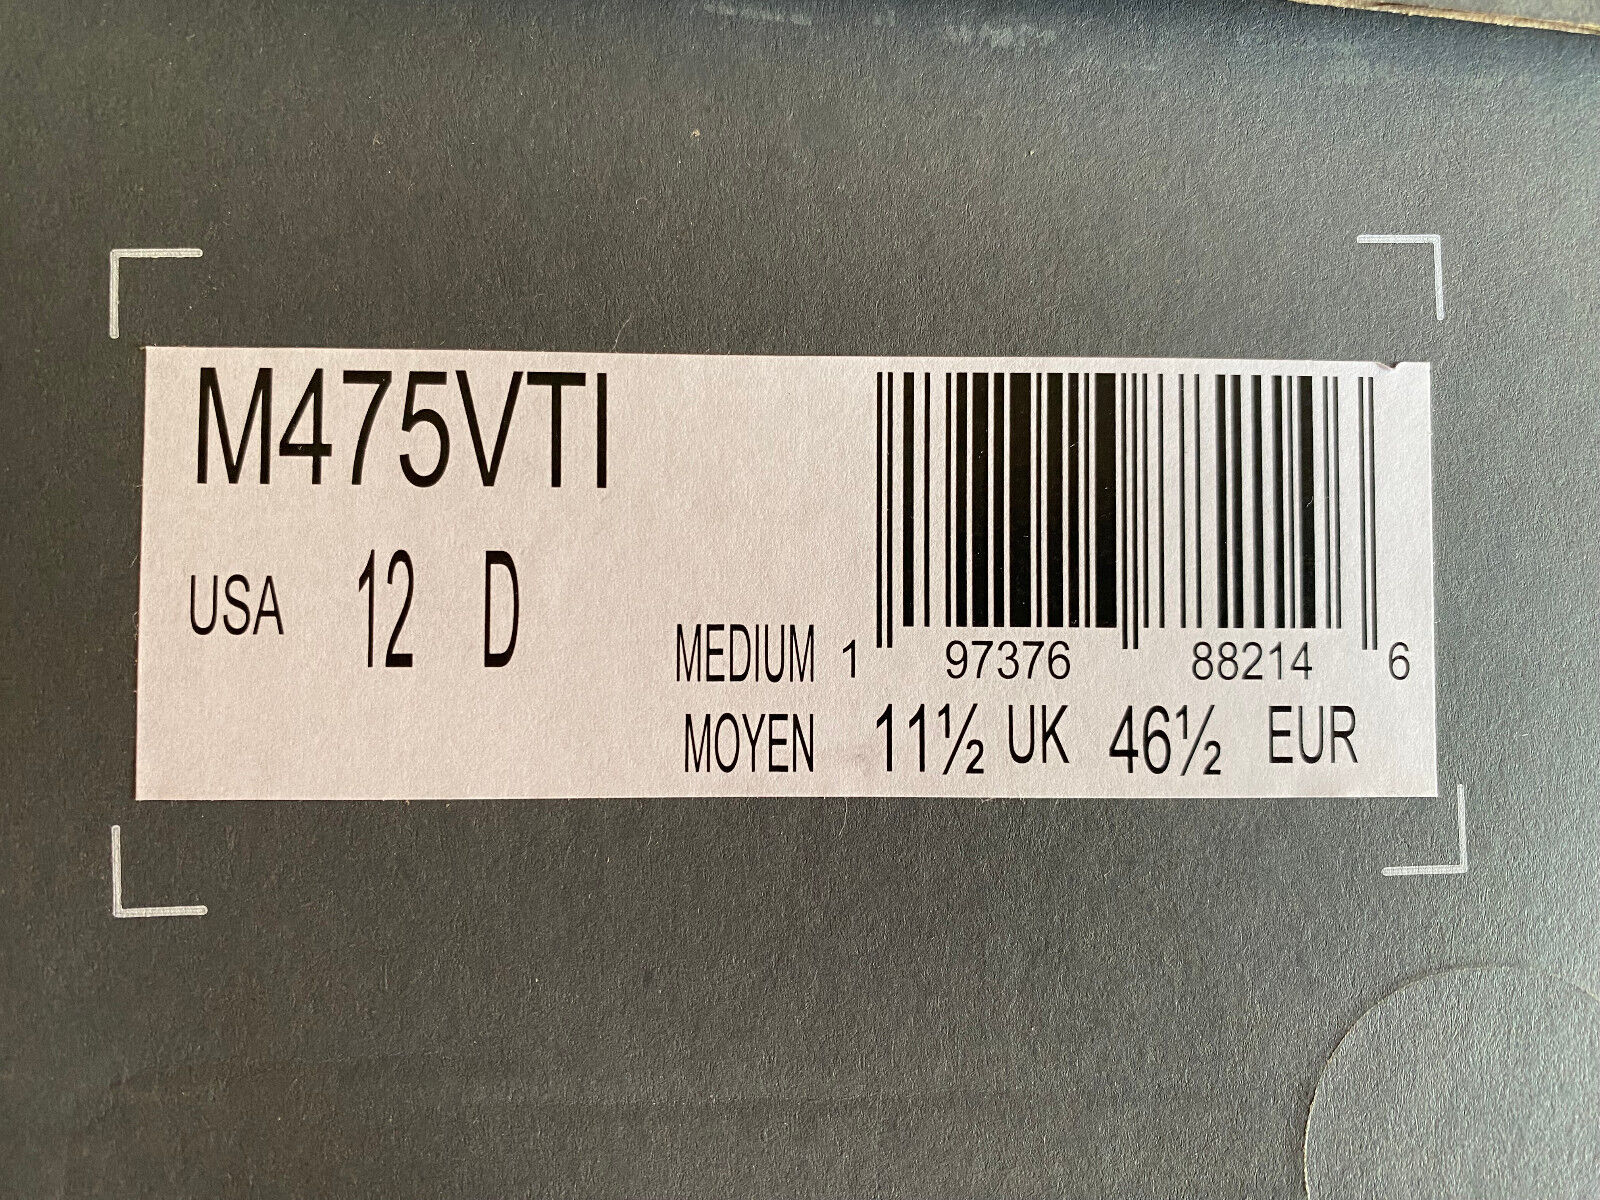 M475VTI
USA 12 D
MEDIUM 1 97376 88214 6
MOYEN 11½ UK 46½ EUR